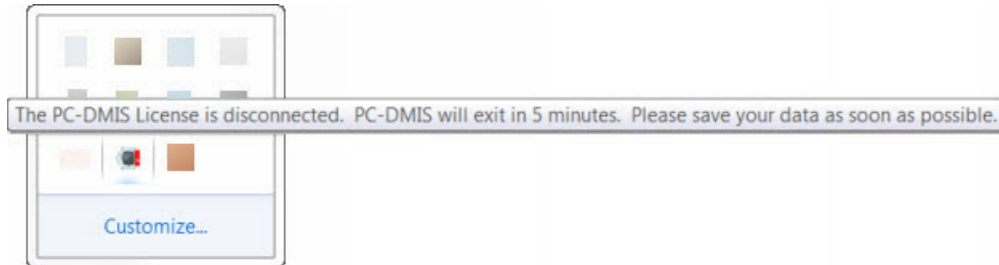 The PC-DMIS License is disconnected. PC-DMIS will exit in 5 minutes. Please save your data as soon as possible.
Customize...